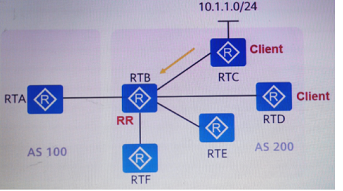 10.1.1.0/24
R
Client
RTC
RTB
RTA
R
R
R
Client
RR
RTD
R
RTE
AS 200
AS 100
R
RTF